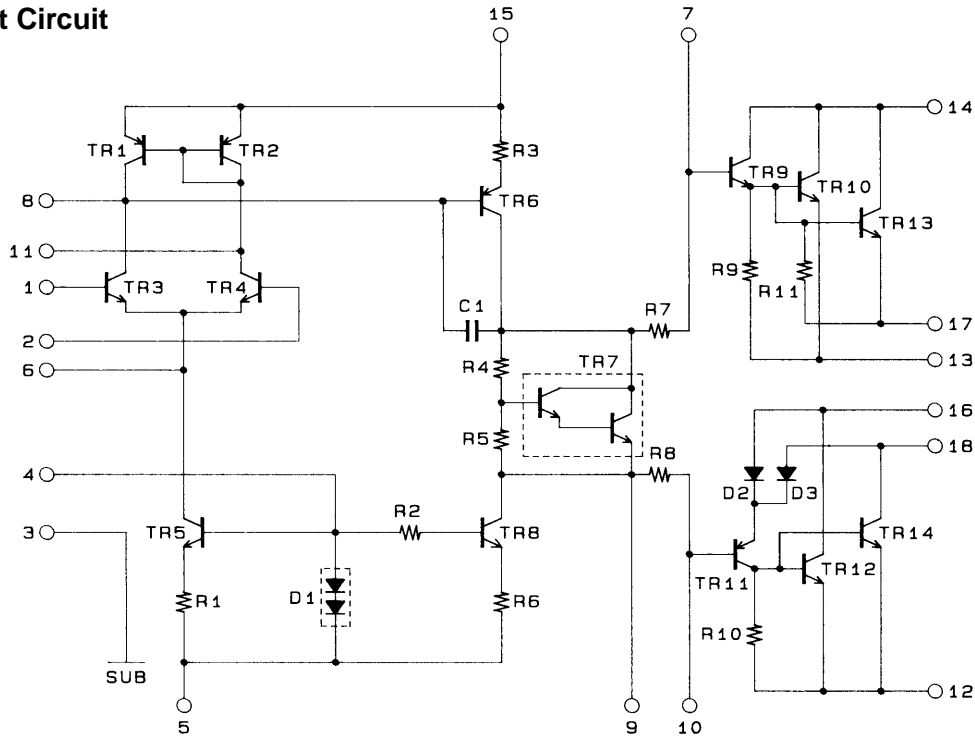 t Circuit
15
7
14
TR1
TR2
R3
TR9
TR10
TR6
8
TR13
11
R9
R11
1
TR3
TR4
C1
R7
17
2
TR7
13
6
R4
16
R5
18
R8
4
D2
D3
R2
3
TR5
TR8
TR14
TR11
TR12
D1
R1
R6
R10
SUB
12
5
9
10